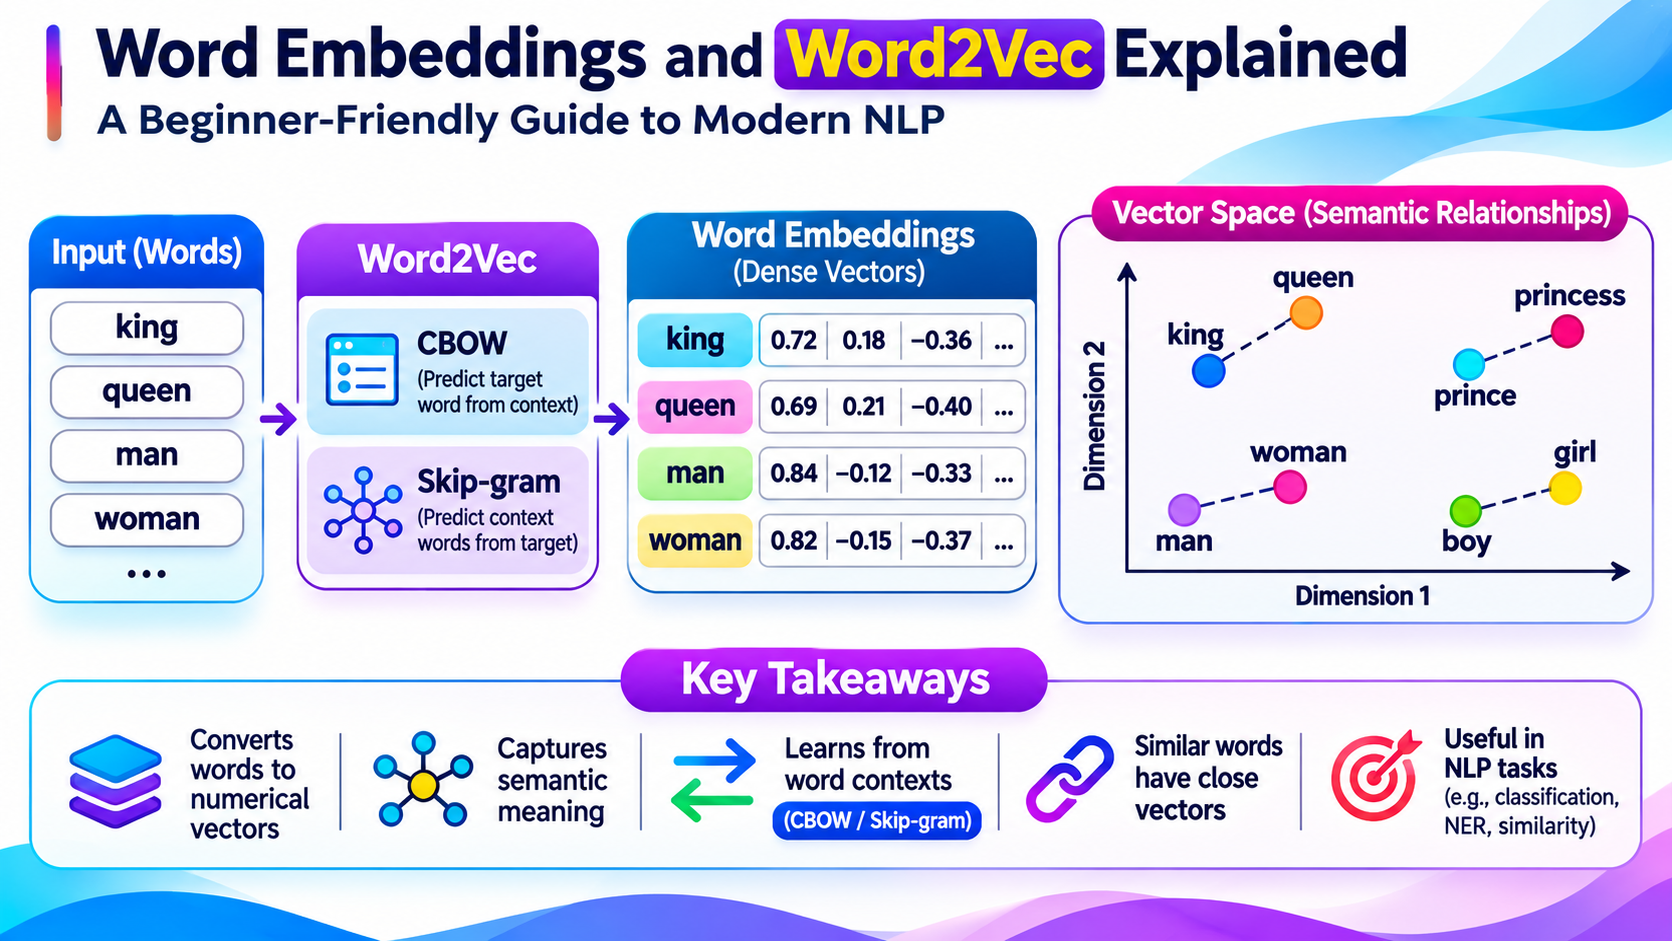 Word Embeddings and Word2Vec Explained
A Beginner-Friendly Guide to Modern NLP
Input (Words)
king
queen
man
woman
...
Word2Vec
CBOW
(Predict target
word from context)
Skip-gram
(Predict context
words from target)
Word Embeddings
(Dense Vectors)
king 0.72 0.18 −0.36 ...
queen 0.69 0.21 −0.40 ...
man 0.84 −0.12 −0.33 ...
woman 0.82 −0.15 −0.37 ...
Vector Space (Semantic Relationships)
queen
princess
king
prince
woman
girl
man
boy
Dimension 2
Dimension 1
Key Takeaways
Converts
words to
numerical
vectors
Captures
semantic
meaning
Learns from
word contexts
(CBOW / Skip-gram)
Similar words
have close
vectors
Useful in
NLP tasks
(e.g., classification,
NER, similarity)